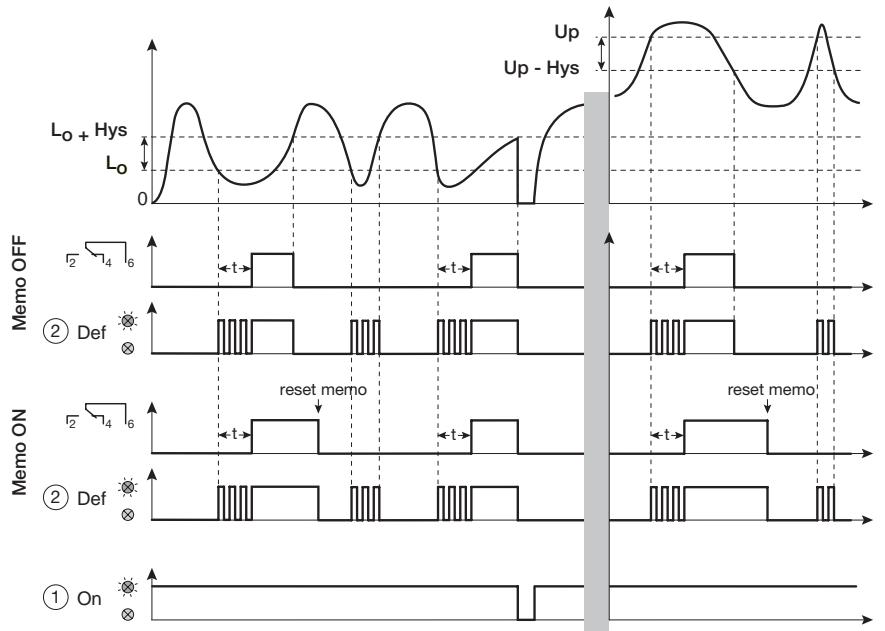 Up
Up - Hys
Lo + Hys
Lo
0
Memo OFF
2 4 6
t t t
② Def
Memo ON
reset memo reset memo
2 4 6
t t t
② Def
① On